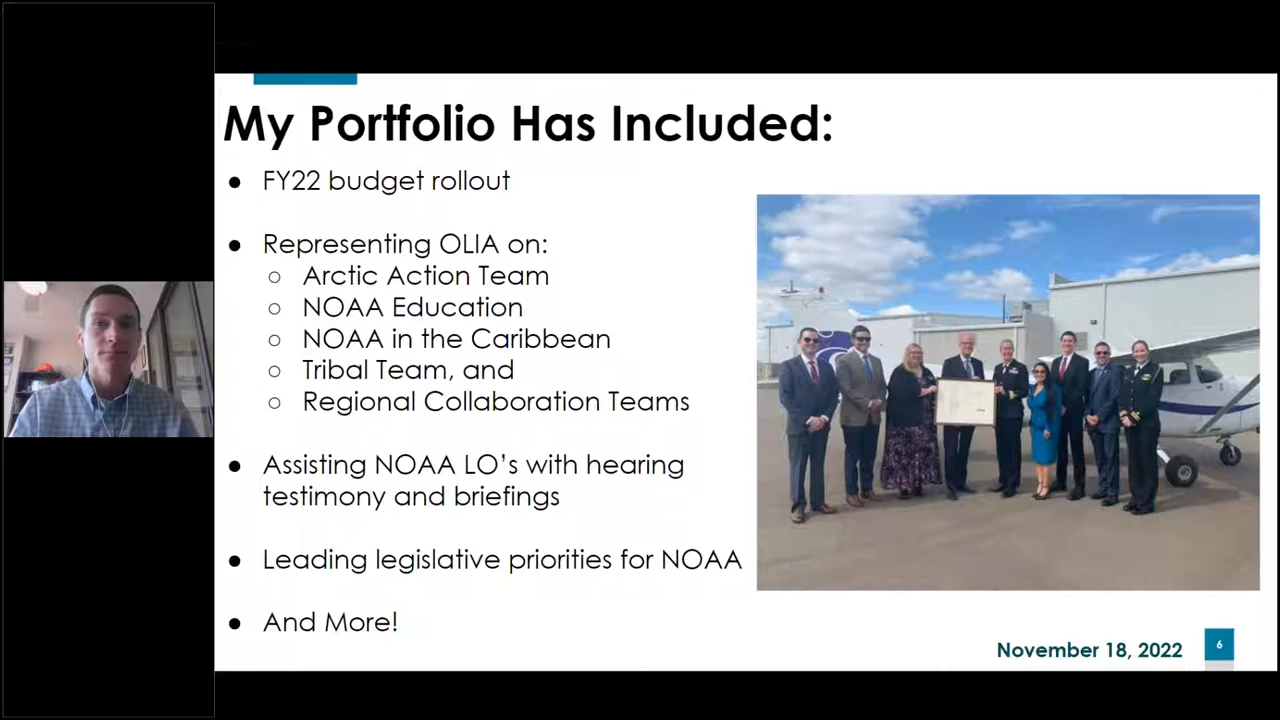 My Portfolio Has Included:
● FY22 budget rollout
● Representing OLIA on:
○ Arctic Action Team
○ NOAA Education
○ NOAA in the Caribbean
○ Tribal Team, and
○ Regional Collaboration Teams
● Assisting NOAA LO's with hearing
testimony and briefings
● Leading legislative priorities for NOAA
● And More!
November 18, 2022
6